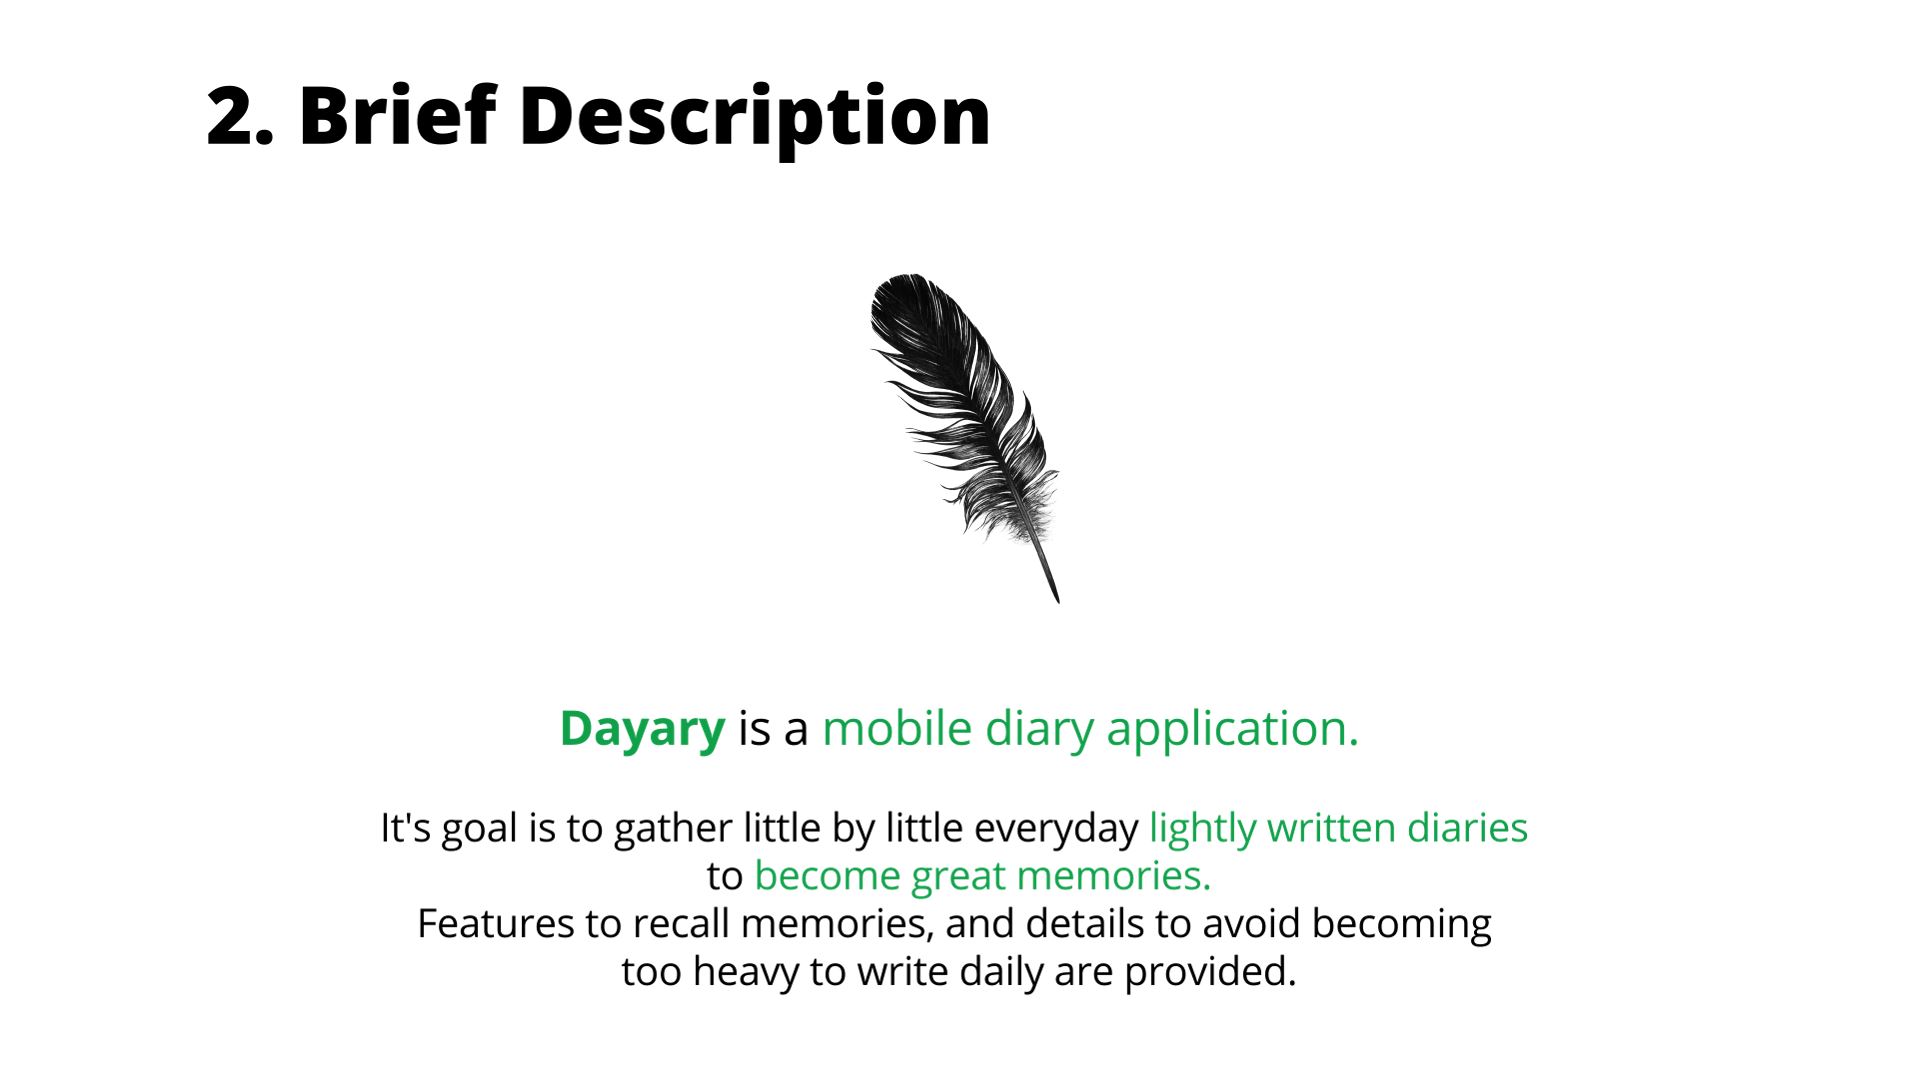 2. Brief Description
Dayary is a mobile diary application.
It's goal is to gather little by little everyday lightly written diaries
to become great memories.
Features to recall memories, and details to avoid becoming
too heavy to write daily are provided.